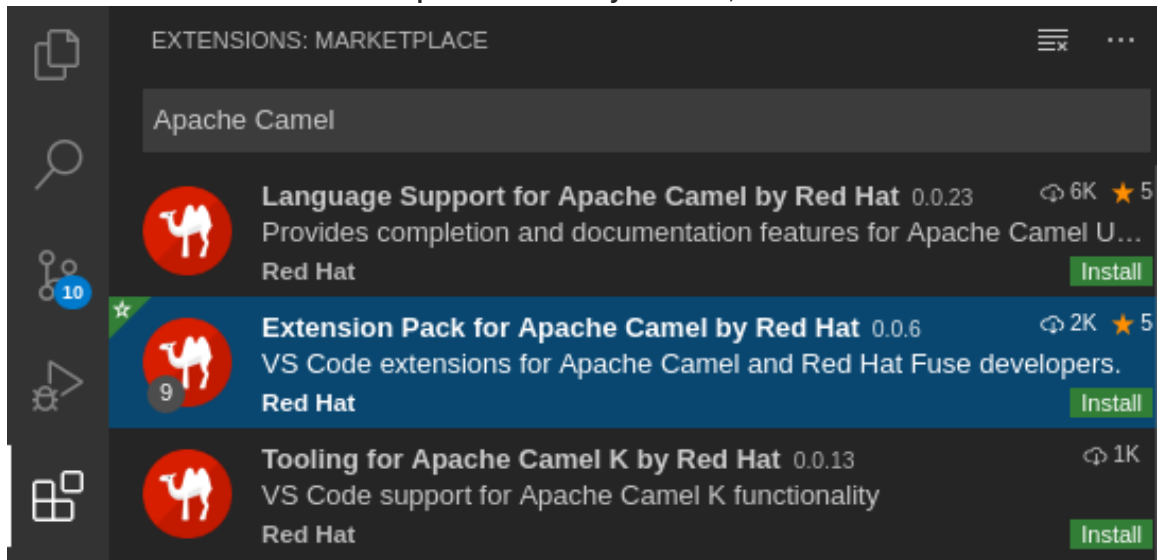 EXTENSIONS: MARKETPLACE
Apache Camel
Language Support for Apache Camel by Red Hat 0.0.23 6K 5
Provides completion and documentation features for Apache Camel U...
Red Hat Install
10
Extension Pack for Apache Camel by Red Hat 0.0.6 2K 5
VS Code extensions for Apache Camel and Red Hat Fuse developers.
9
Red Hat Install
Tooling for Apache Camel K by Red Hat 0.0.13 1K
VS Code support for Apache Camel K functionality
Red Hat Install